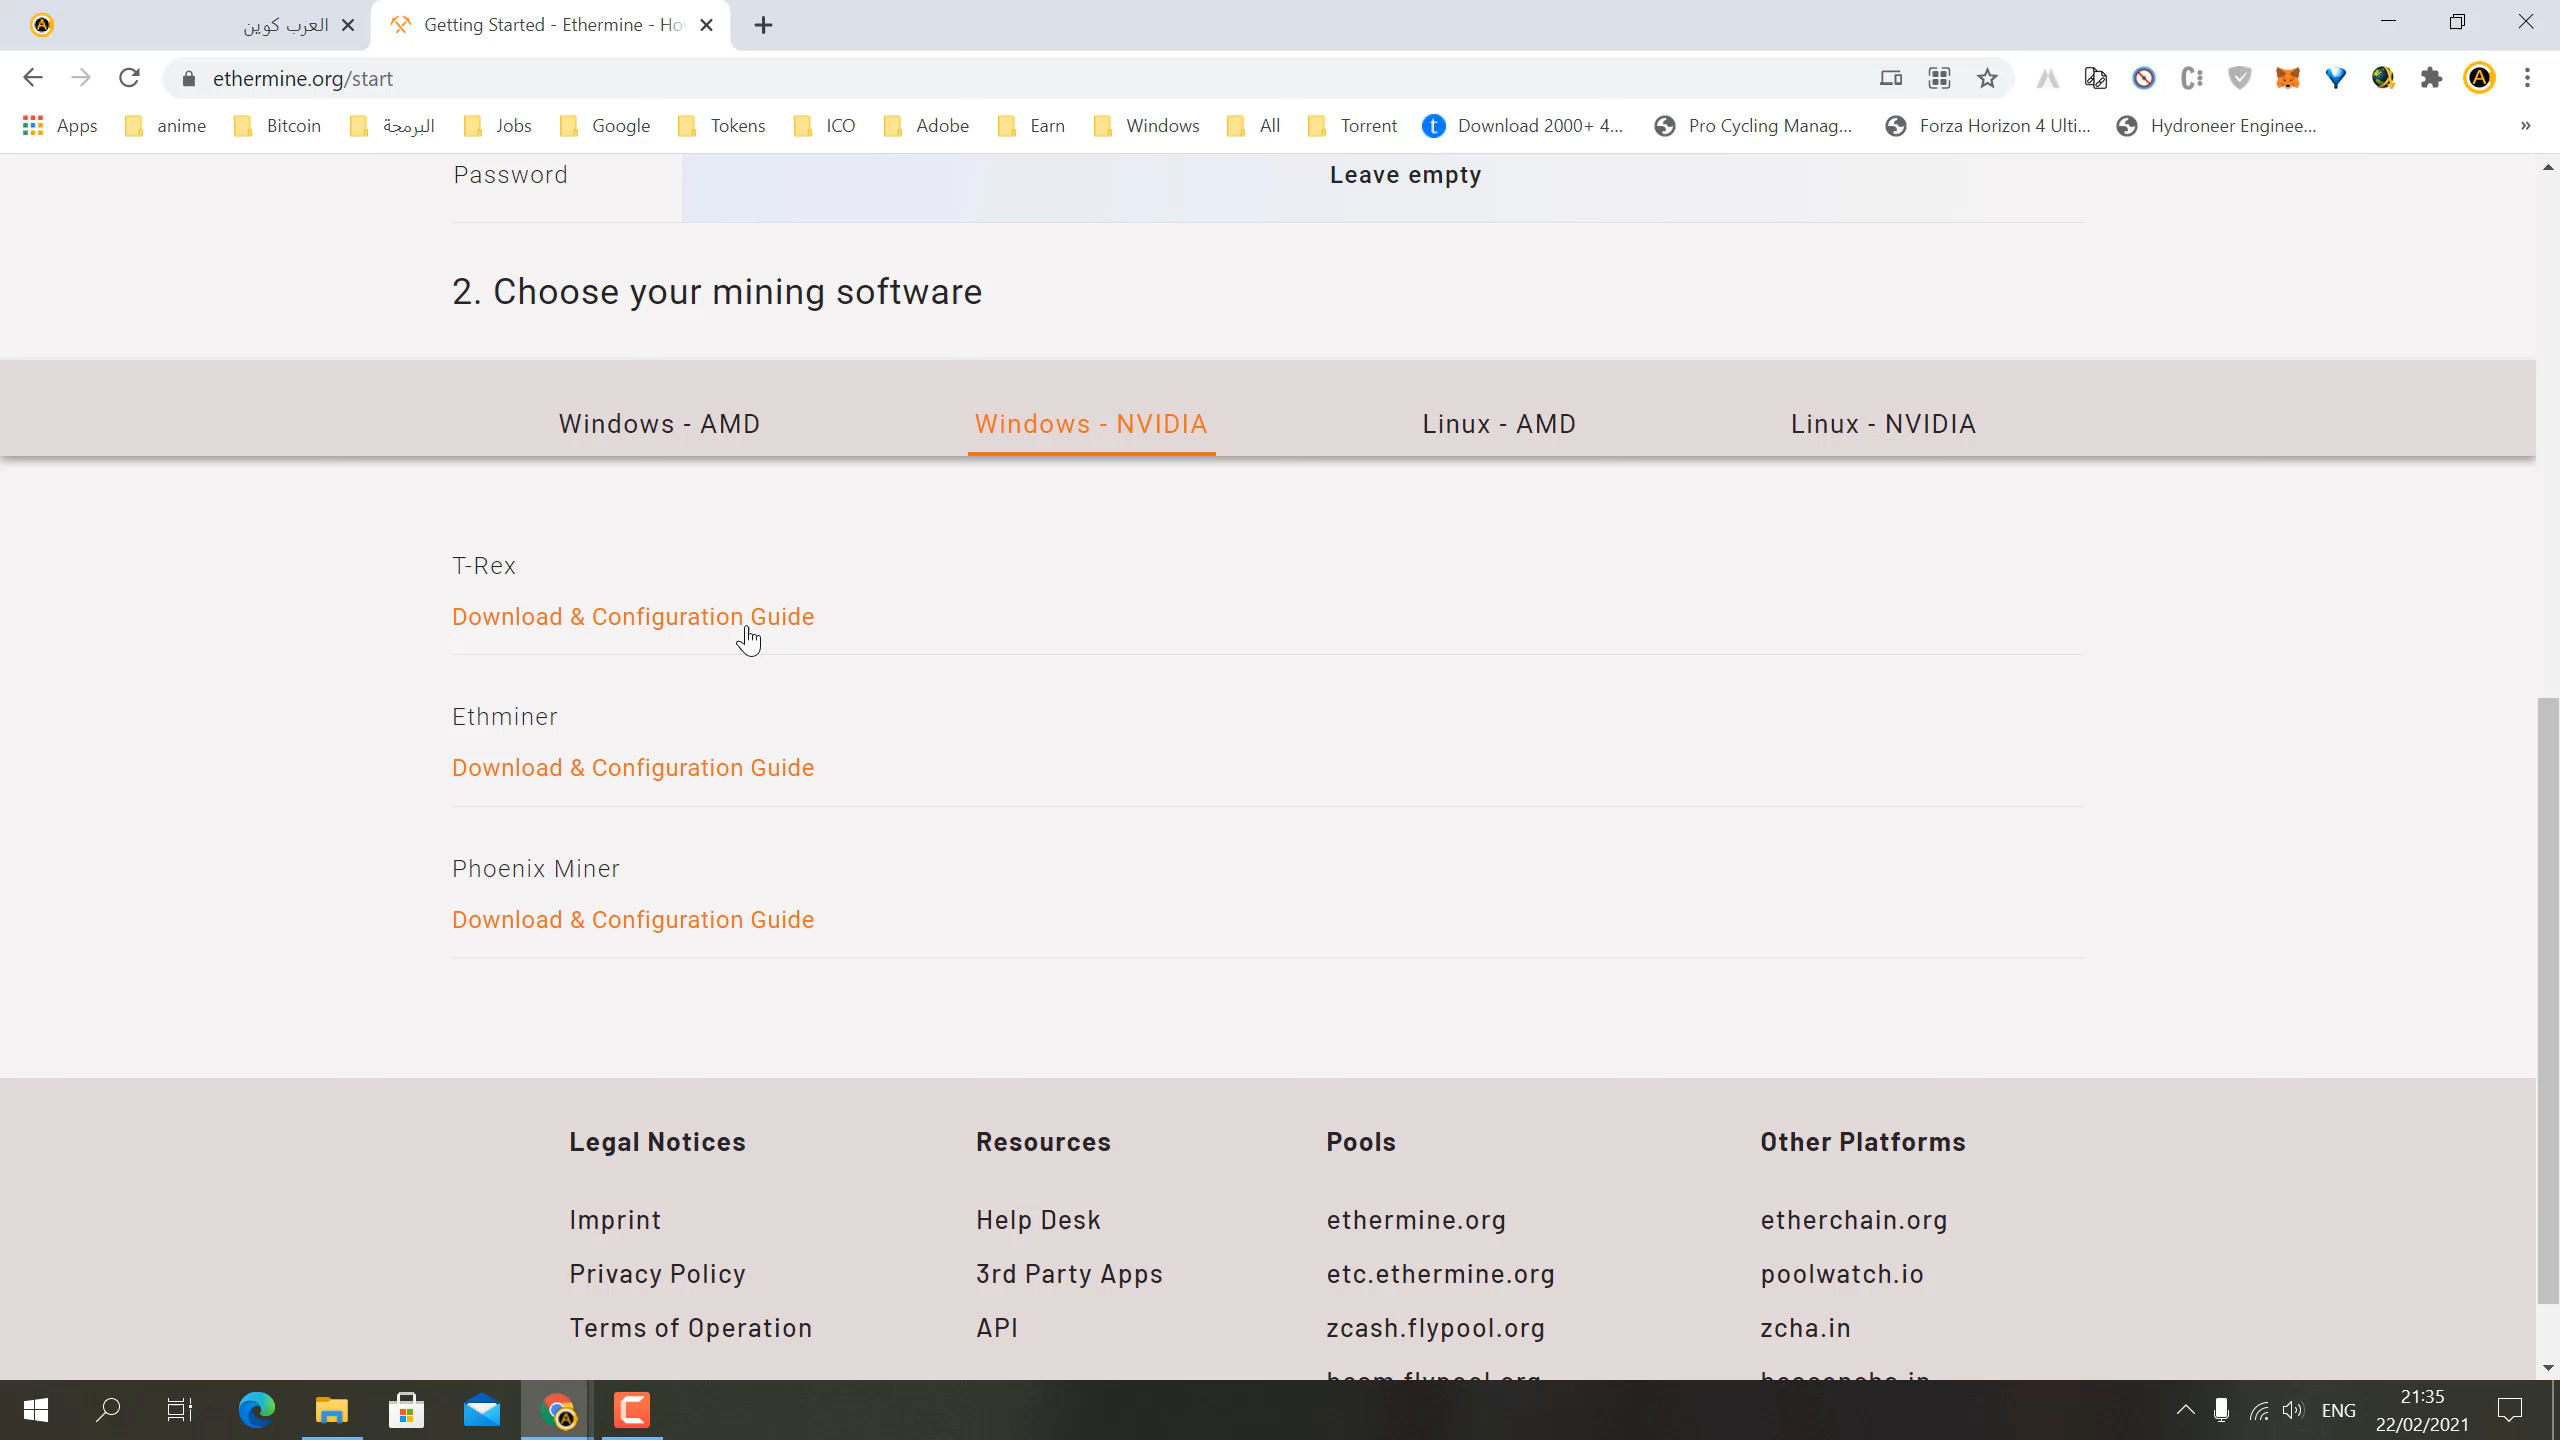 العرب كوين
Getting Started - Ethermine - Ho
ethermine.org/start
Apps anime Bitcoin البرمجة Jobs Google Tokens ICO Adobe Earn Windows All Torrent Download 2000+ 4... Pro Cycling Manag... Forza Horizon 4 Ulti... Hydroneer Enginee... »
Password Leave empty
2. Choose your mining software
Windows - AMD Windows - NVIDIA Linux - AMD Linux - NVIDIA
T-Rex
Download & Configuration Guide
Ethminer
Download & Configuration Guide
Phoenix Miner
Download & Configuration Guide
Legal Notices Resources Pools Other Platforms
Imprint Help Desk ethermine.org etherchain.org
Privacy Policy 3rd Party Apps etc.ethermine.org poolwatch.io
Terms of Operation API zcash.flypool.org zcha.in
ENG
21:35
22/02/2021